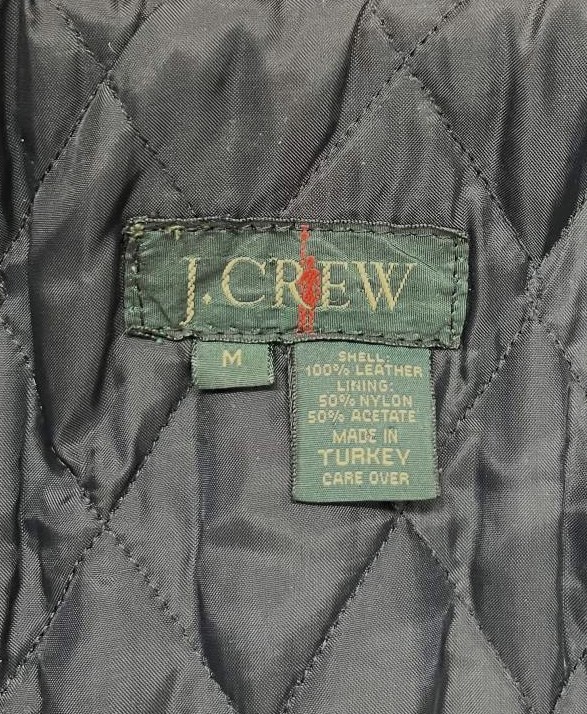 J.CREW
M
SHELL:
100% LEATHER
LINING:
50% NYLON
50% ACETATE
MADE IN
TURKEY
CARE OVER